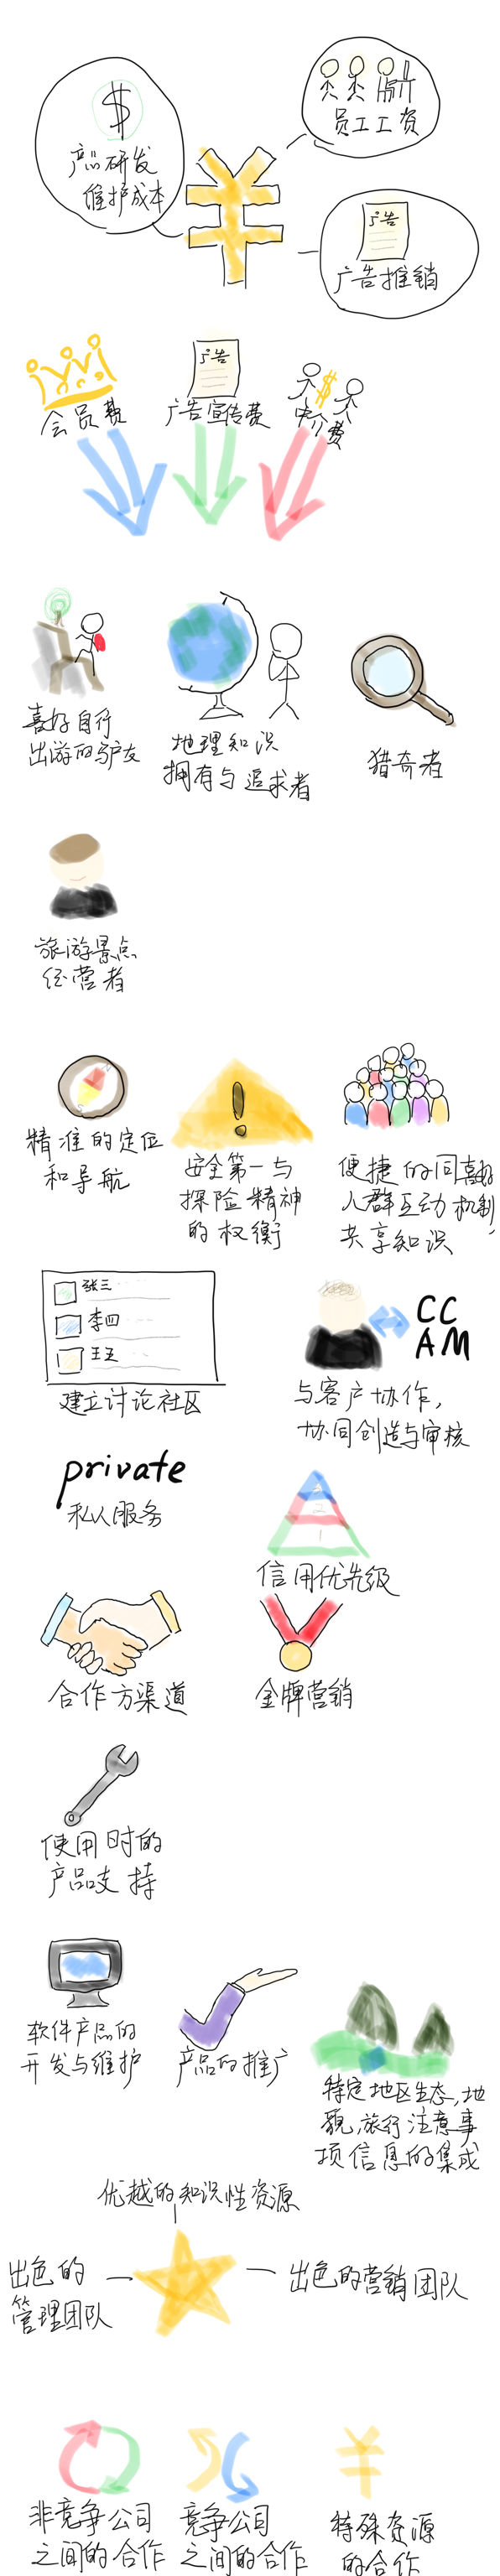 $
产品研发
维护成本
¥
员工工资
广告
广告推销
会员费
广告
广告宣传费
$
中介费
喜好自行
出游的驴友
地理知识
拥有与追求者
猎奇者
旅游景点
经营者
N
S
精准的定位
和导航
!
安全第一与
探险精神
的权衡
便捷的同喜好
人群互动机制,
共享知识
张三
李四
王五
建立讨论社区
CC
AM
与客户协作,
协同创造与审核
private
私人服务
2
1
信用优先级
合作方渠道
金牌营销
使用时的
产品支持
软件产品的
开发与维护
产品的推广
特定地区生态,地
貌,旅行注意事
项信息的集成
优越的知识性资源
出色的
管理团队
出色的营销团队
¥
非竞争公司
之间的合作
竞争公司
之间的合作
特殊资源
的合作